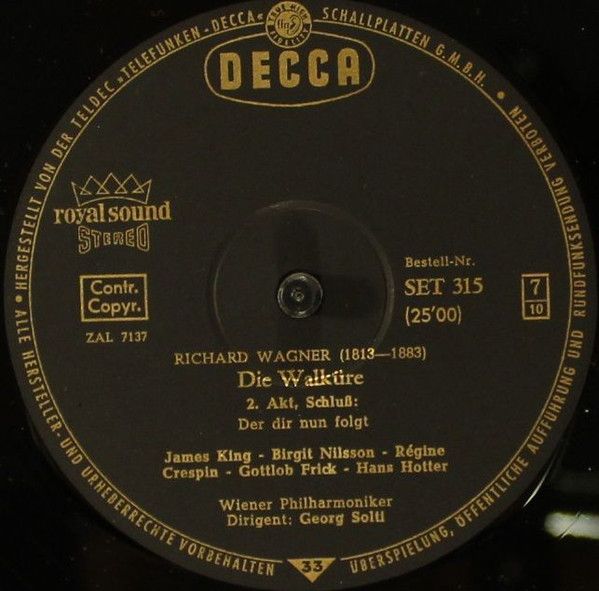 HERGESTELLT VON DER TELDEC »TELEFUNKEN-DECCA« SCHALLPLATTEN G.M.B.H.
DECCA
royal sound
STEREO
Contr.
Copyr.
ZAL 7137
Bestell-Nr.
SET 315
(25'00)
7
10
RICHARD WAGNER (1813—1883)
Die Walküre
2. Akt, Schluß:
Der dir nun folgt
James King - Birgit Nilsson - Régine
Crespin - Gottlob Frick - Hans Hotter
Wiener Philharmoniker
Dirigent: Georg Solti
ALLE HERSTELLER- UND URHEBERRECHTE VORBEHALTEN
33
ÜBERSPIELUNG, ÖFFENTLICHE AUFFÜHRUNG UND RUNDFUNKSENDUNG VERBOTEN